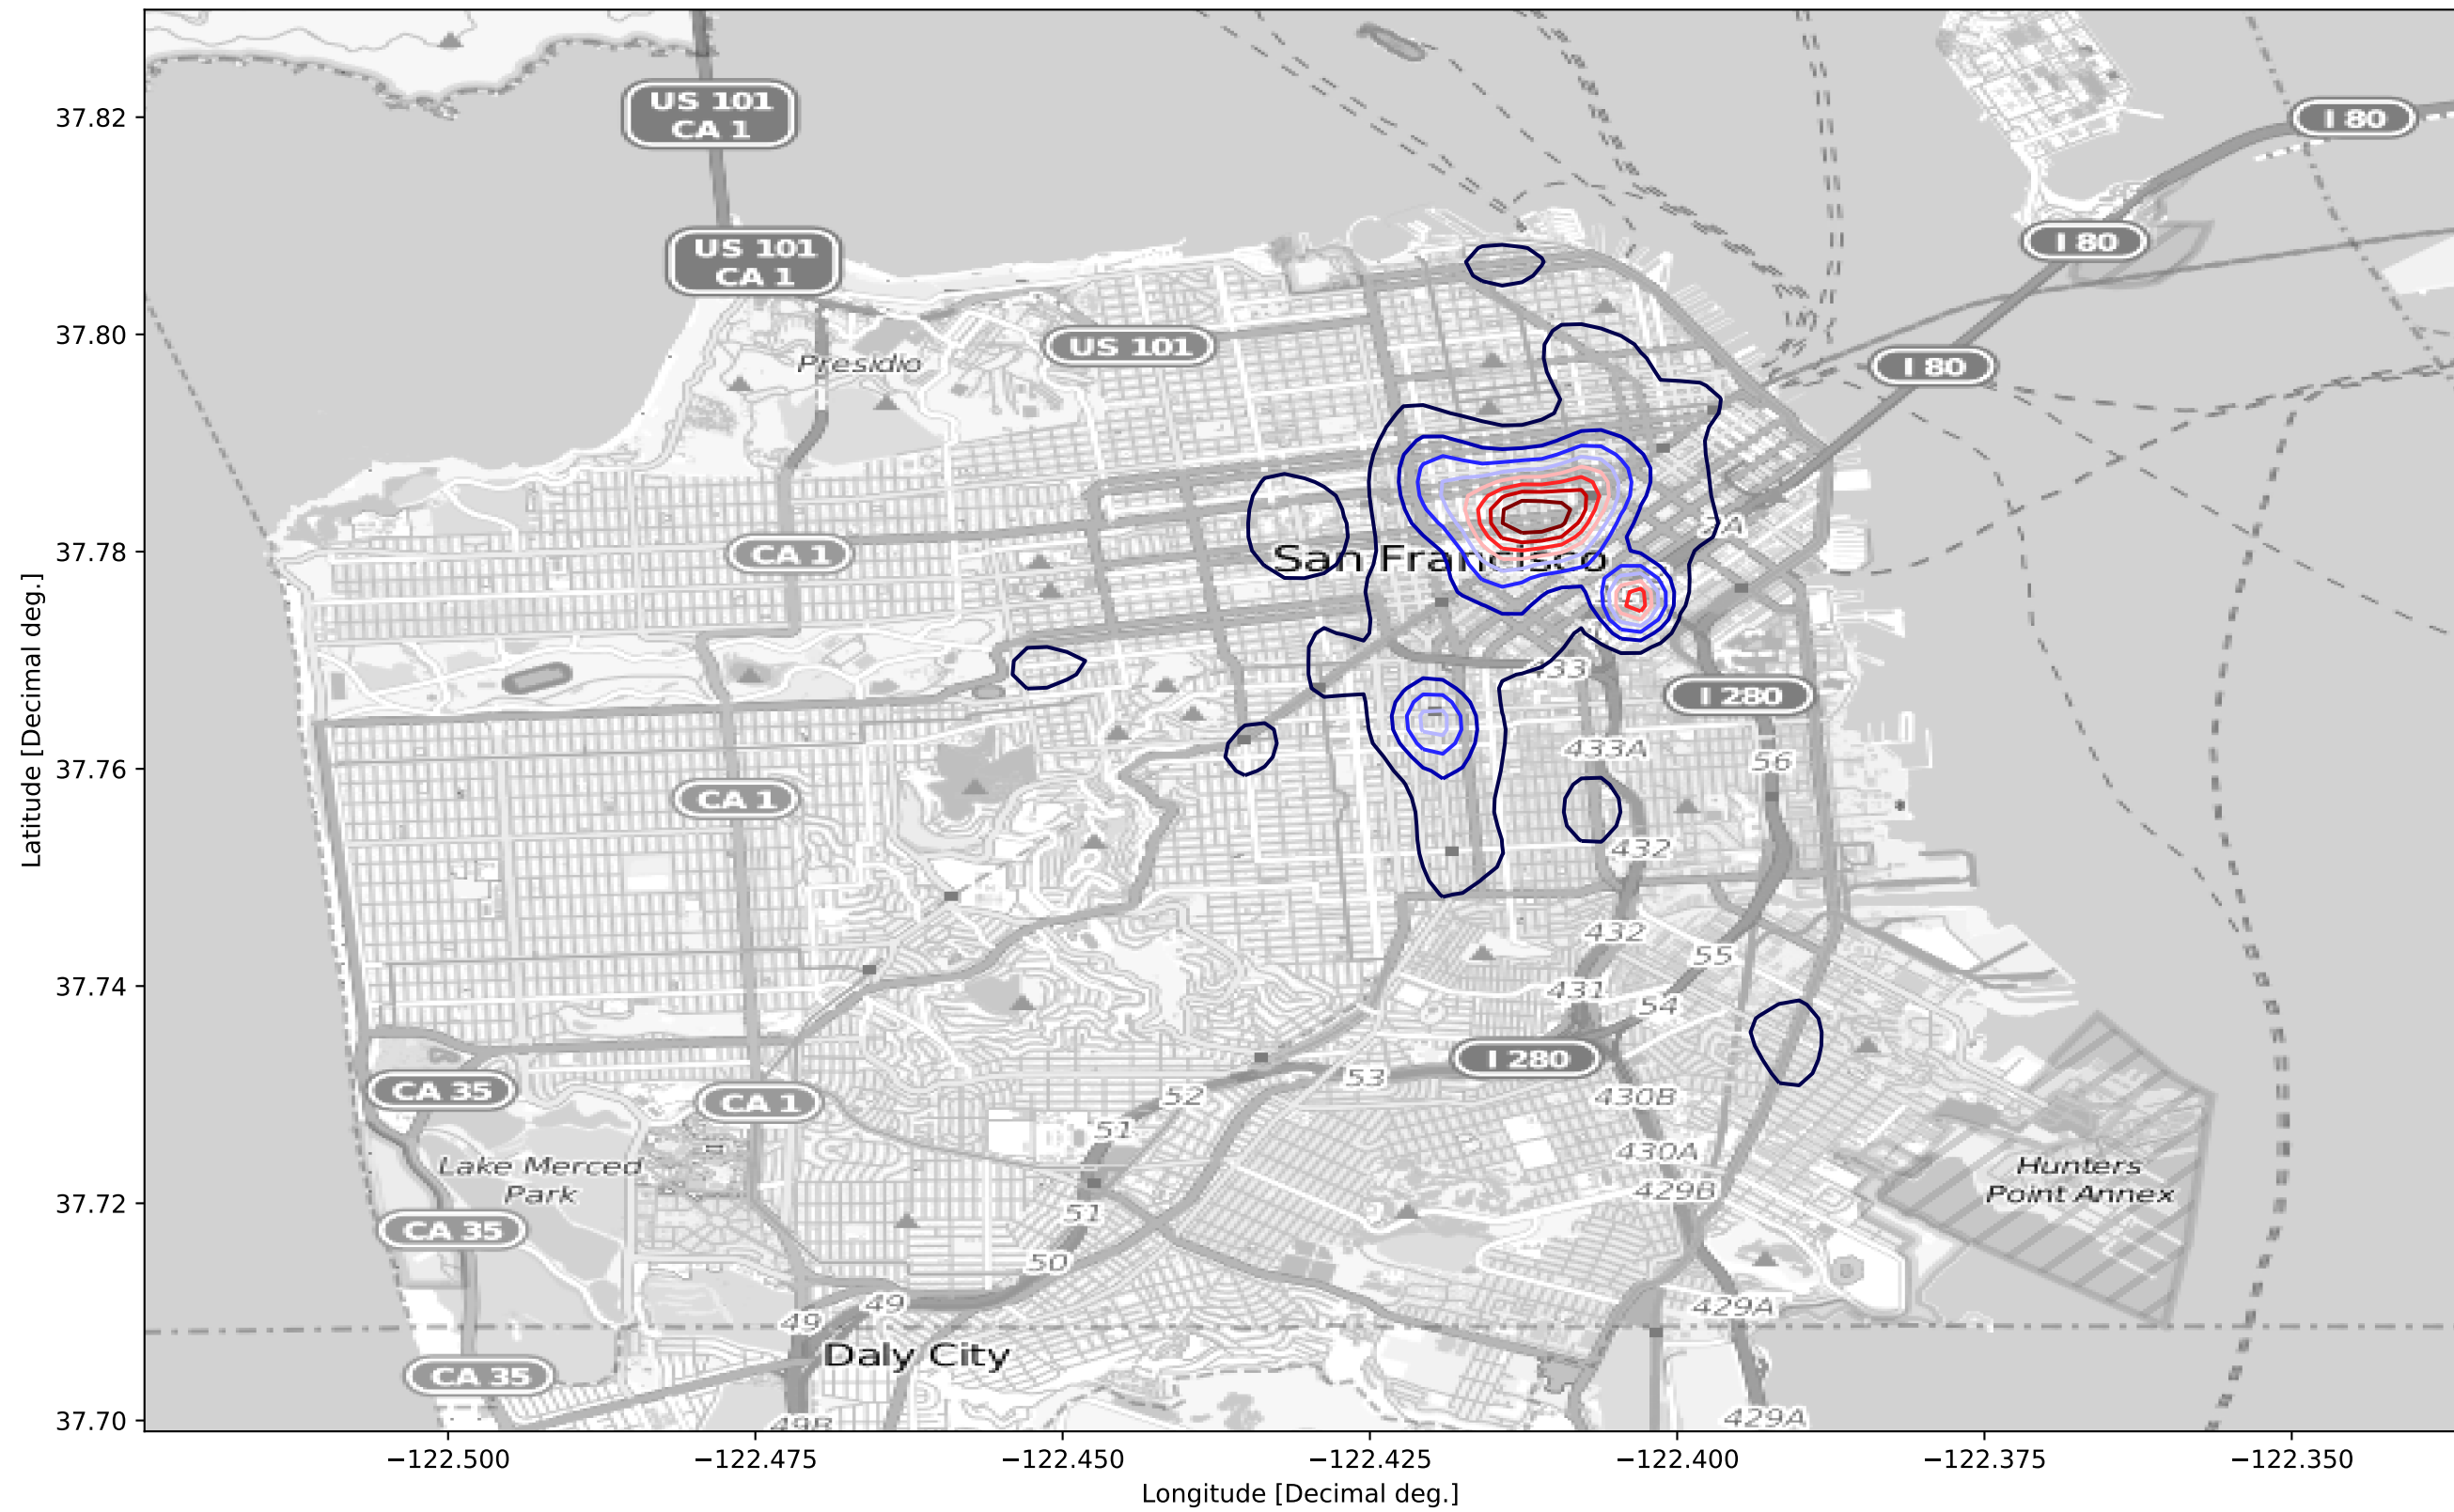 US 101
CA 1
I 80
US 101
CA 1
I 80
US 101
Presidio
I 80
CA 1
San Francisco
433
I 280
433A
56
CA 1
432
432
55
431
54
I 280
53
CA 35
CA 1
52
430B
51
430A
Lake Merced
Park
Hunters
Point Annex
429B
51
CA 35
50
49
429A
49
Daly City
CA 35
429A
49B
37.82
37.80
37.78
37.76
37.74
37.72
37.70
Latitude [Decimal deg.]
−122.500
−122.475
−122.450
−122.425
−122.400
−122.375
−122.350
Longitude [Decimal deg.]